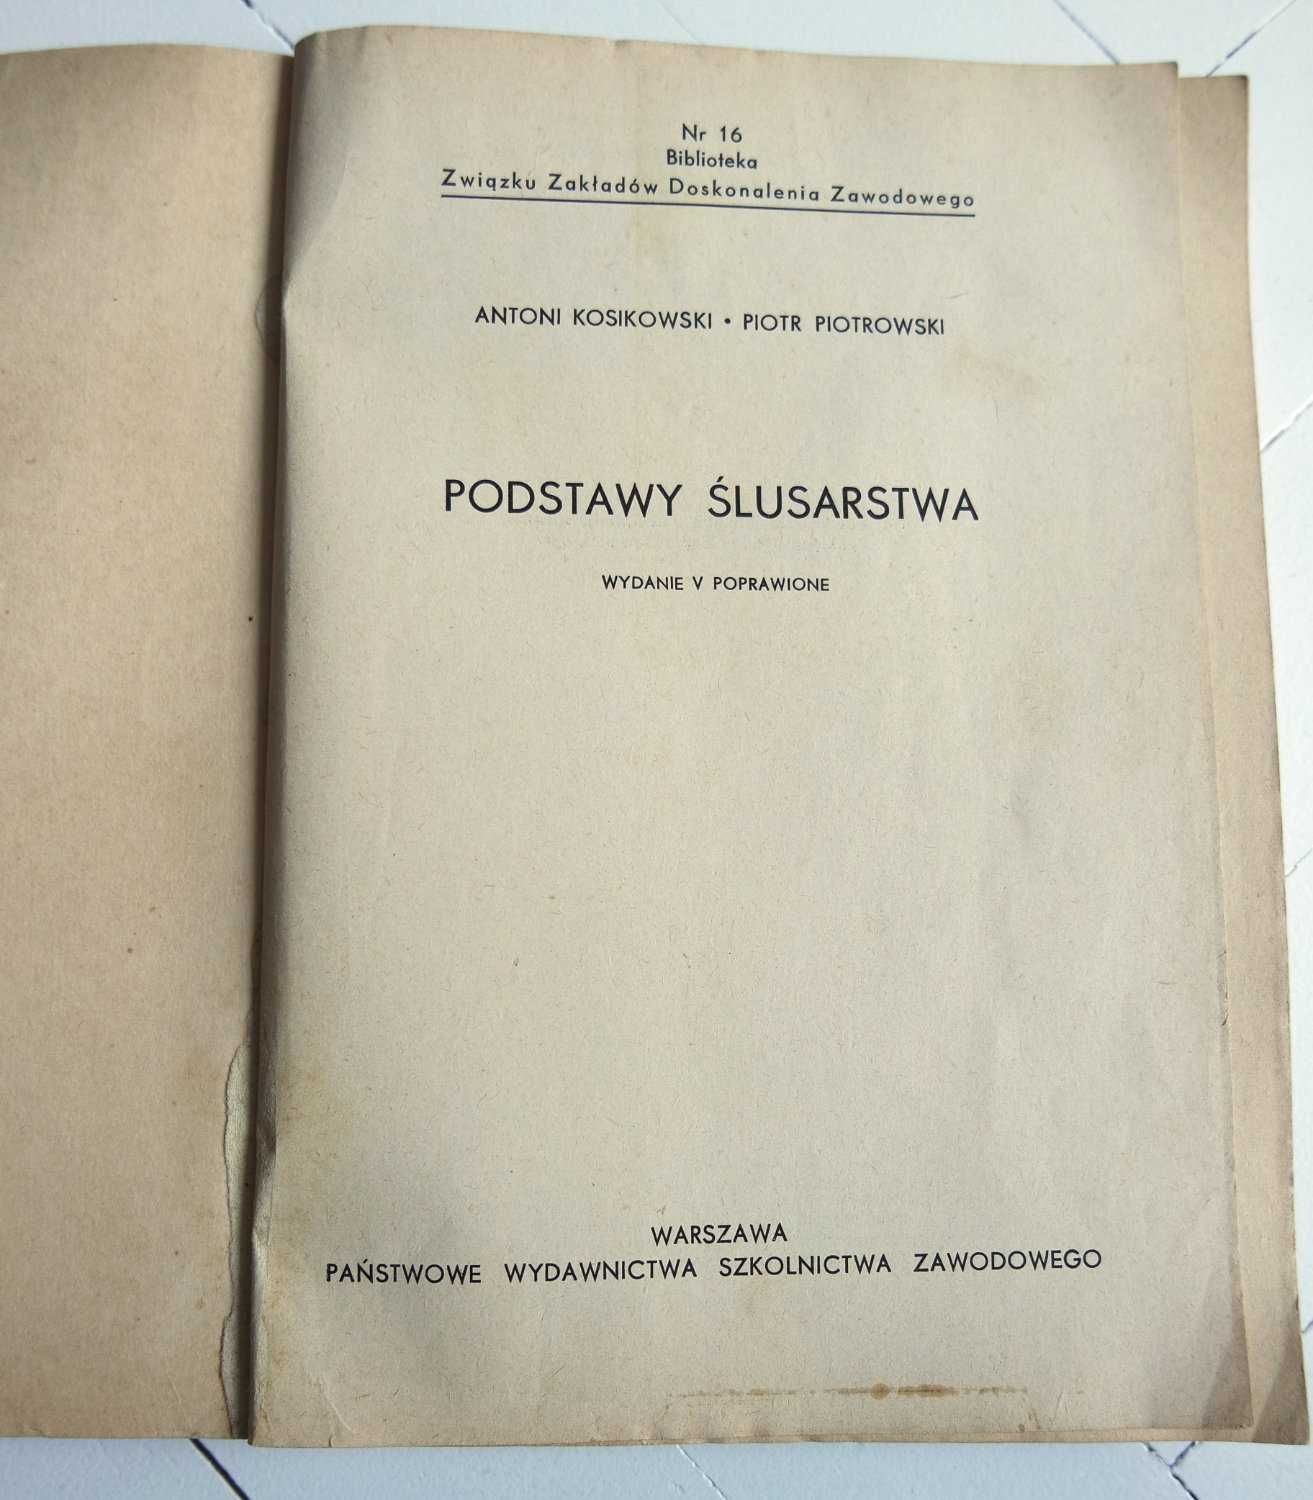 Nr 16
Biblioteka
Związku Zakładów Doskonalenia Zawodowego
ANTONI KOSIKOWSKI • PIOTR PIOTROWSKI
PODSTAWY ŚLUSARSTWA
WYDANIE V POPRAWIONE
WARSZAWA
PAŃSTWOWE WYDAWNICTWA SZKOLNICTWA ZAWODOWEGO